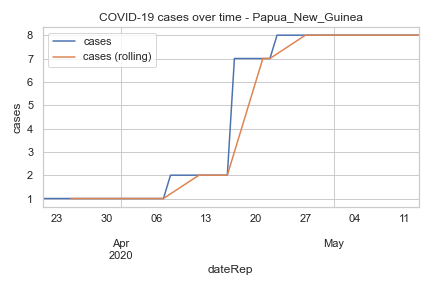 COVID-19 cases over time - Papua_New_Guinea
cases
cases (rolling)
8
7
6
5
4
3
2
1
cases
23 30 06 13 20 27 04 11
Apr May
2020
dateRep